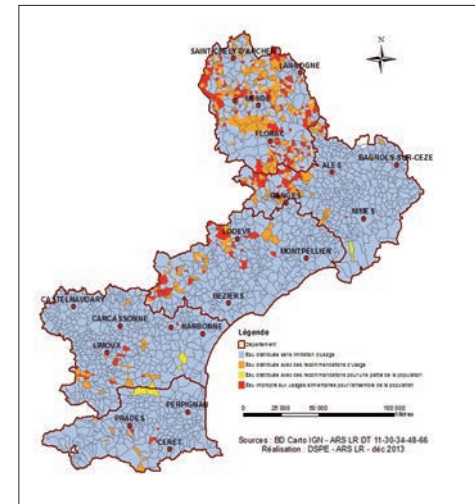 N
SAINT-CHELY-D'APCHER
LANGOGNE
MENDE
FLORAC
BAGNOLS-SUR-CEZE
ALES
GANGES
NIMES
LODEVE
MONTPELLIER
BEZIERS
CASTELNAUDARY
CARCASSONNE
NARBONNE
LIMOUX
PERPIGNAN
PRADES
CERET
Légende
Département
Eau distribuée sans limitation d'usage
Eau distribuée avec des recommandations d'usage
Eau distribuée avec des recommandations pour une partie de la population
Eau impropre aux usages alimentaires pour l'ensemble de la population
0
100 000
Mètres
Sources : BD Carto IGN - ARS LR DT 11-30-34-48-66
Réalisation : DSPE - ARS LR - déc 2013